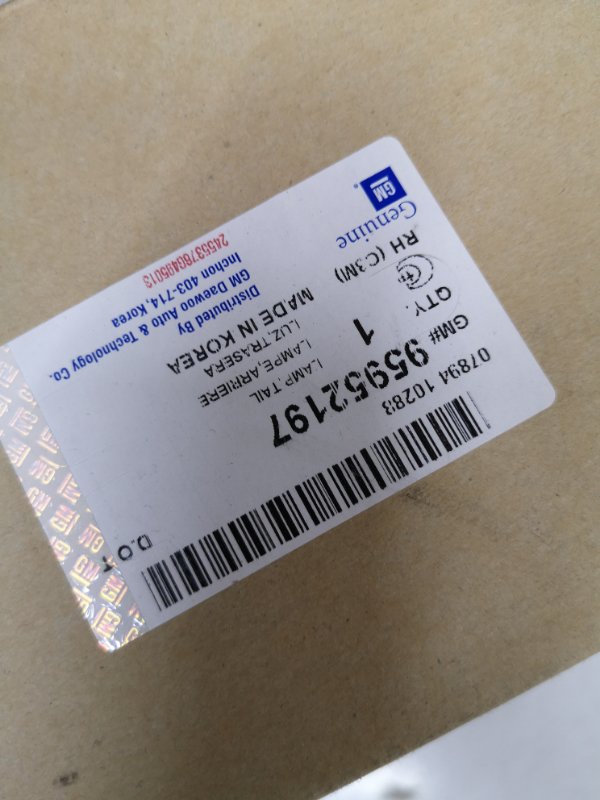 D.O.T
07894 10283
GM# 95952197
QTY. 1
LAMP,TAIL
LAMPE,ARRIERE
LUZ,TRASERA
MADE IN KOREA
RH (C3M)
Genuine
GM
Distributed By
GM Daewoo Auto & Technology Co.
Inchon 403-714, Korea